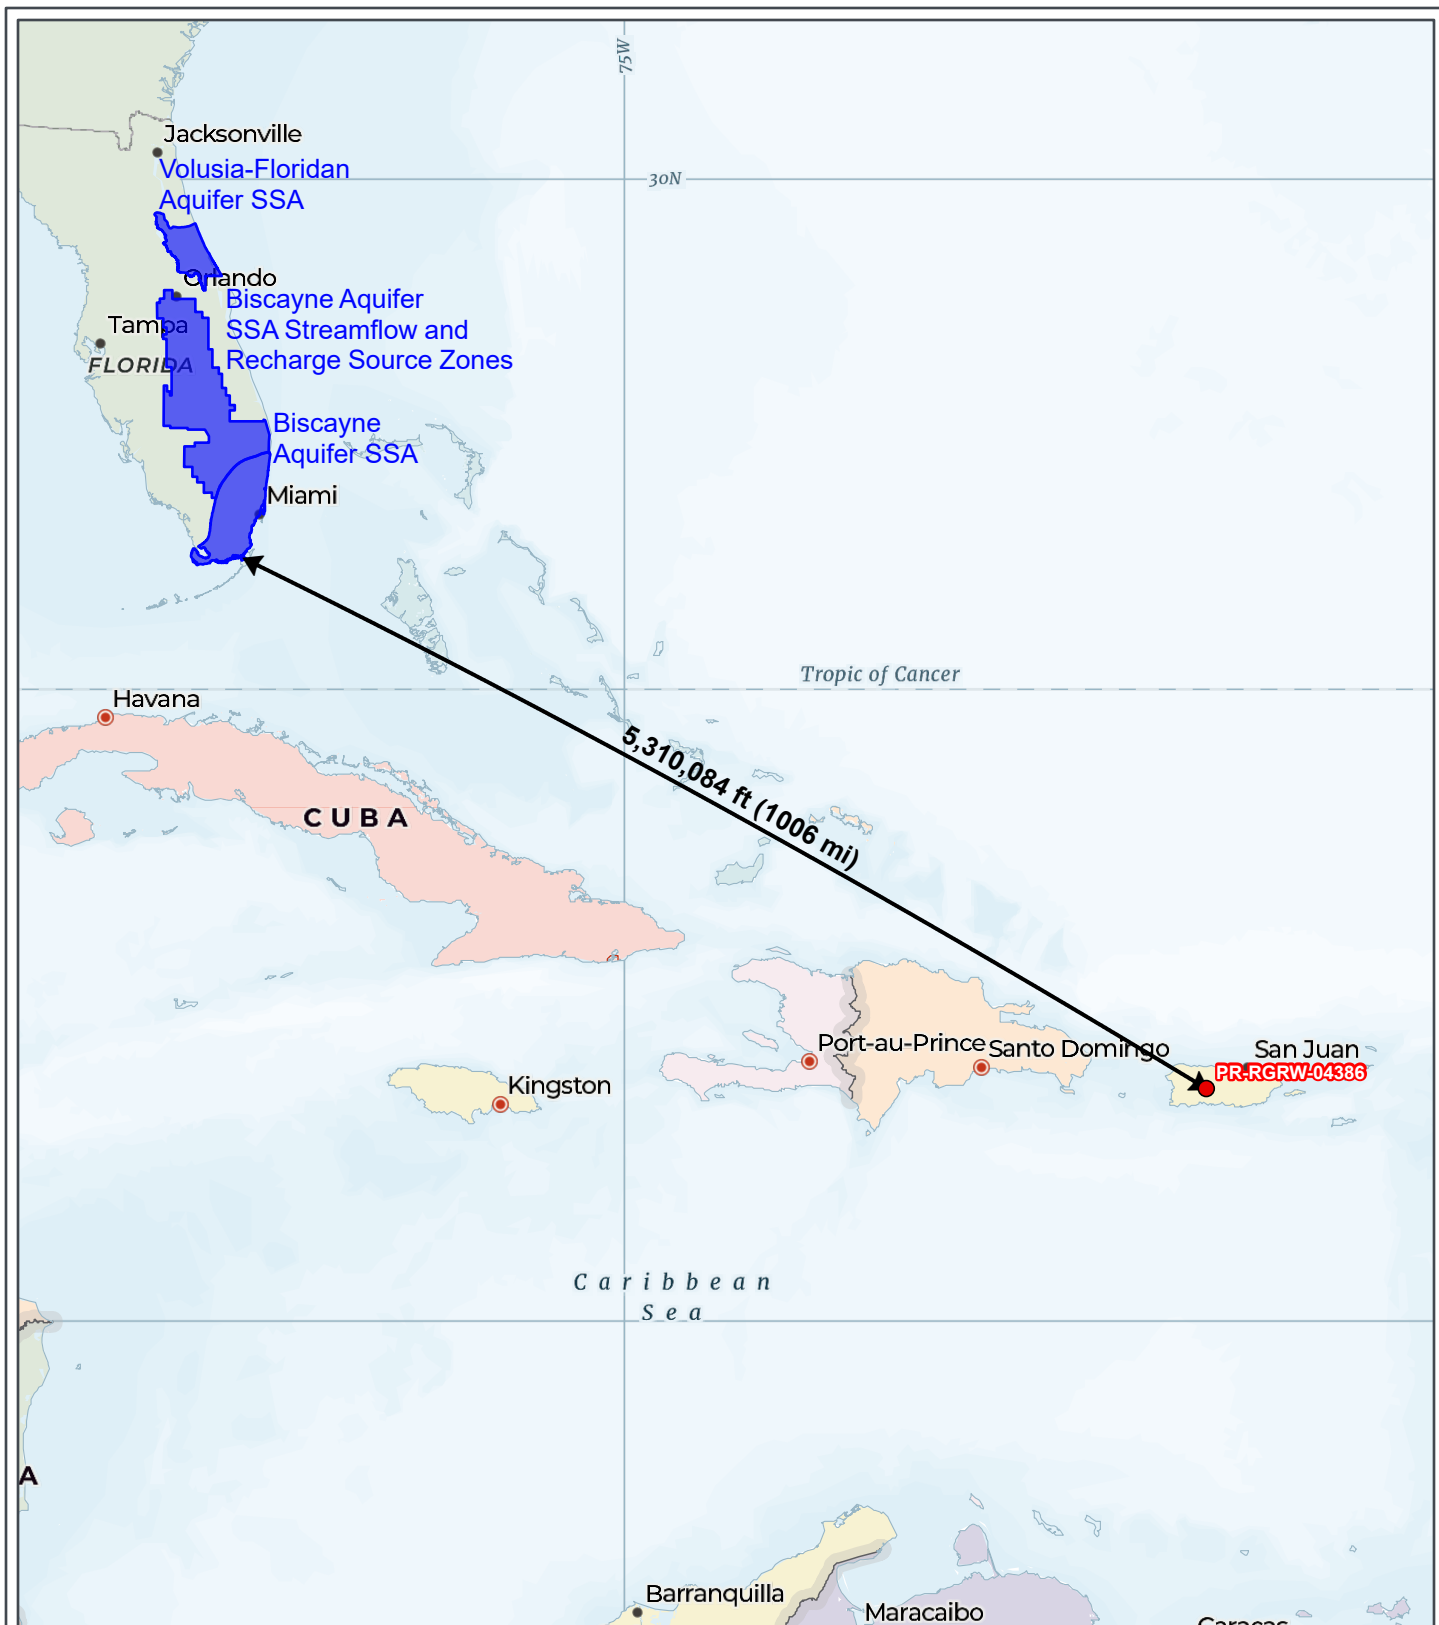 75W
Jacksonville
Volusia-Floridan
Aquifer SSA
30N
Orlando
Biscayne Aquifer
SSA Streamflow and
Recharge Source Zones
Tampa
FLORIDA
Biscayne
Aquifer SSA
Miami
Tropic of Cancer
Havana
5,310,084 ft (1006 mi)
CUBA
Port-au-Prince
Santo Domingo
San Juan
PR-RGRW-04386
Kingston
Caribbean
Sea
A
Barranquilla
Maracaibo
Caracas